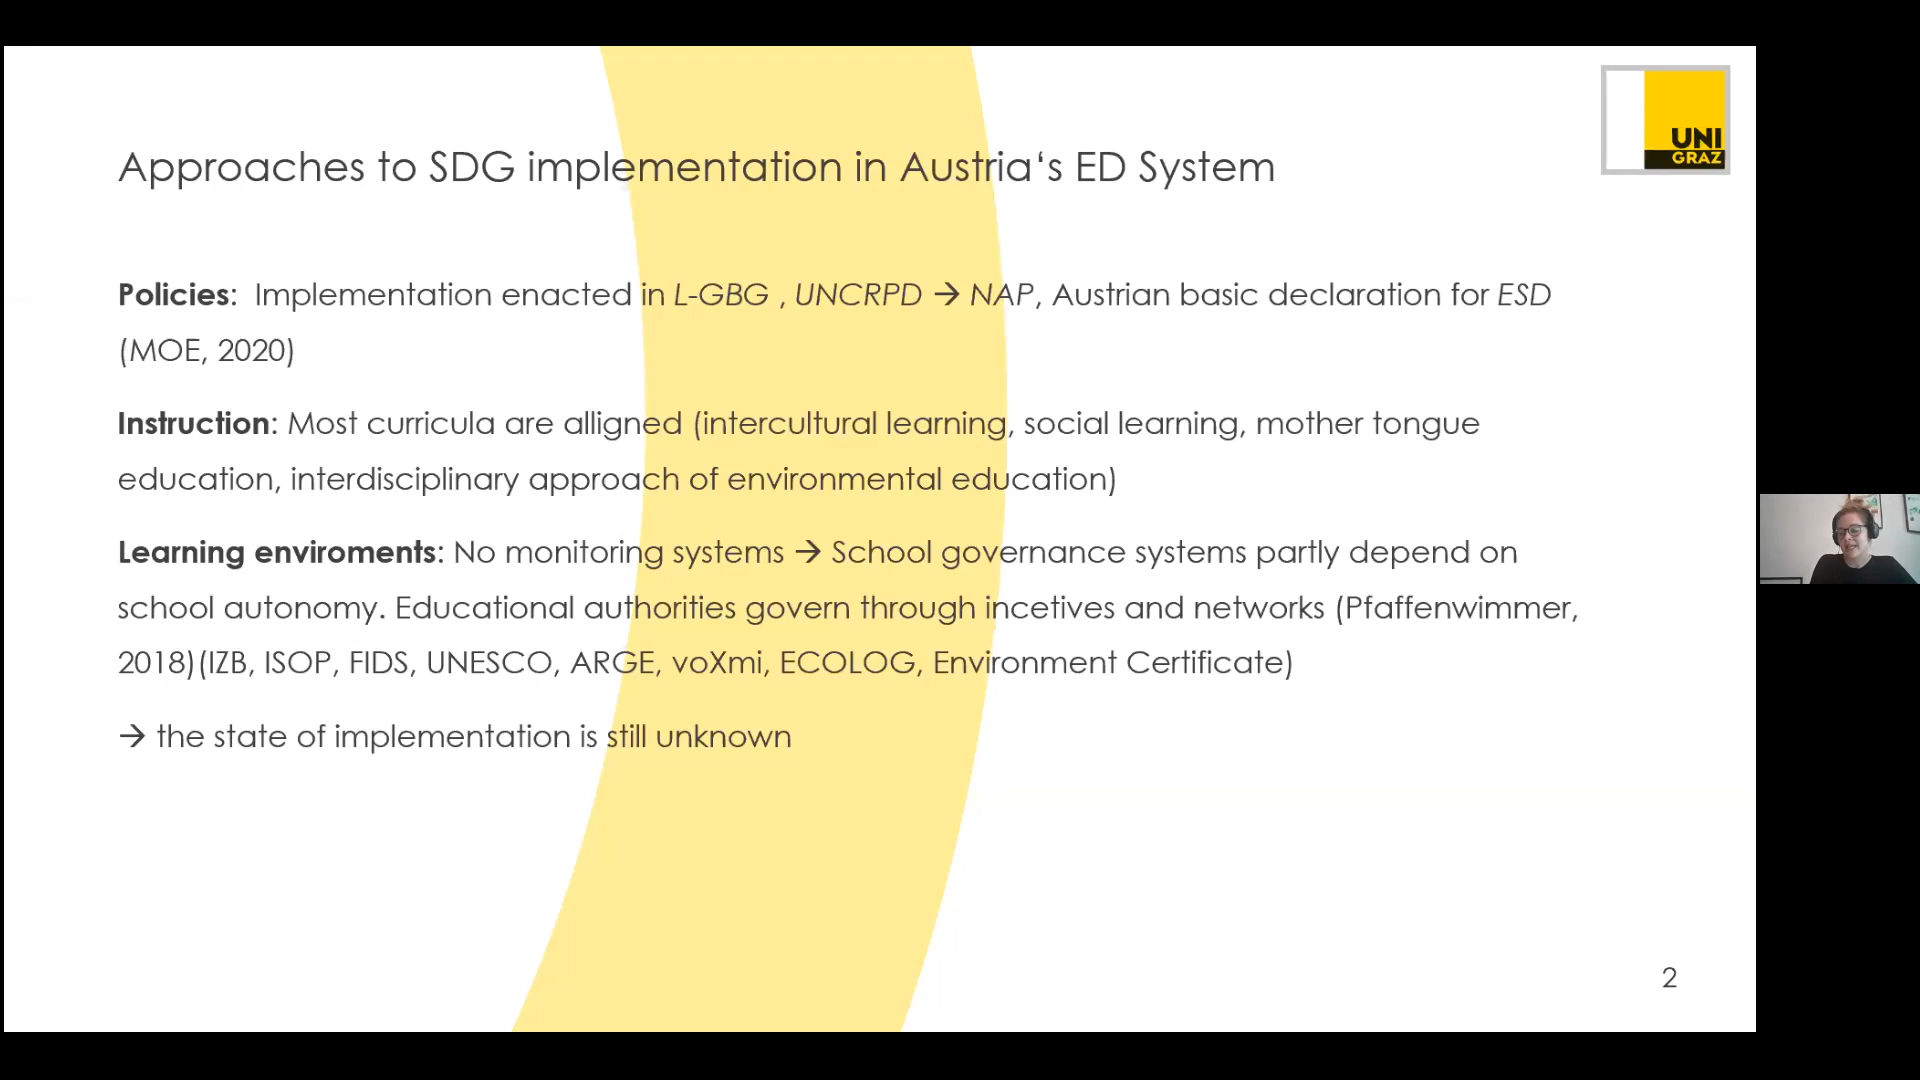 UNI
GRAZ
Approaches to SDG implementation in Austria‘s ED System
Policies:  Implementation enacted in L-GBG , UNCRPD → NAP, Austrian basic declaration for ESD
(MOE, 2020)
Instruction: Most curricula are alligned (intercultural learning, social learning, mother tongue
education, interdisciplinary approach of environmental education)
Learning enviroments: No monitoring systems → School governance systems partly depend on
school autonomy. Educational authorities govern through incetives and networks (Pfaffenwimmer,
2018)(IZB, ISOP, FIDS, UNESCO, ARGE, voXmi, ECOLOG, Environment Certificate)
→ the state of implementation is still unknown
2